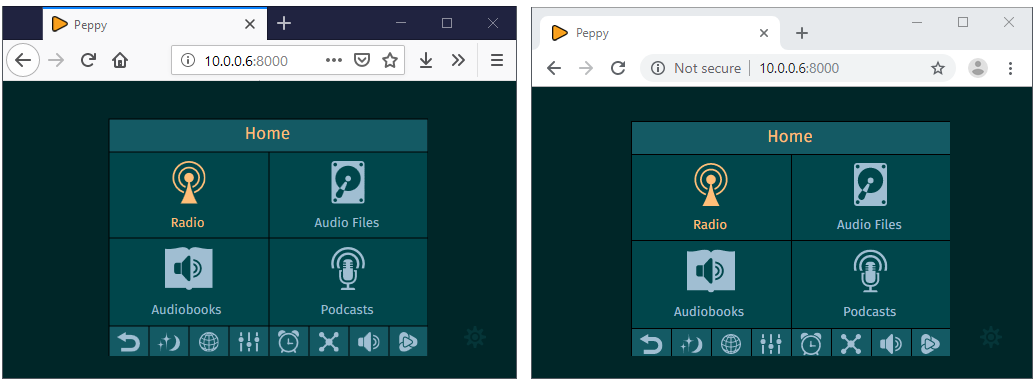 Peppy
10.0.0.6:8000
Home
Radio
Audio Files
Audiobooks
Podcasts
Peppy
Not secure
10.0.0.6:8000
Home
Radio
Audio Files
Audiobooks
Podcasts